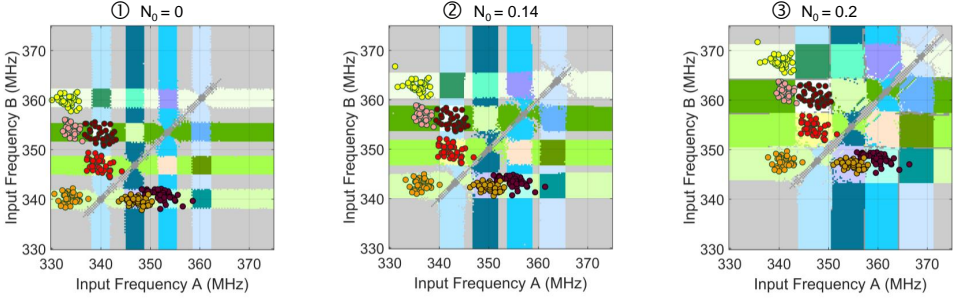 ① N₀ = 0
② N₀ = 0.14
③ N₀ = 0.2
Input Frequency B (MHz)
370
360
350
340
330
330 340 350 360 370
Input Frequency A (MHz)
Input Frequency B (MHz)
370
360
350
340
330
330 340 350 360 370
Input Frequency A (MHz)
Input Frequency B (MHz)
370
360
350
340
330
330 340 350 360 370
Input Frequency A (MHz)